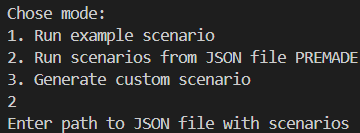 Chose mode:
1. Run example scenario
2. Run scenarios from JSON file PREMADE
3. Generate custom scenario
2
Enter path to JSON file with scenarios